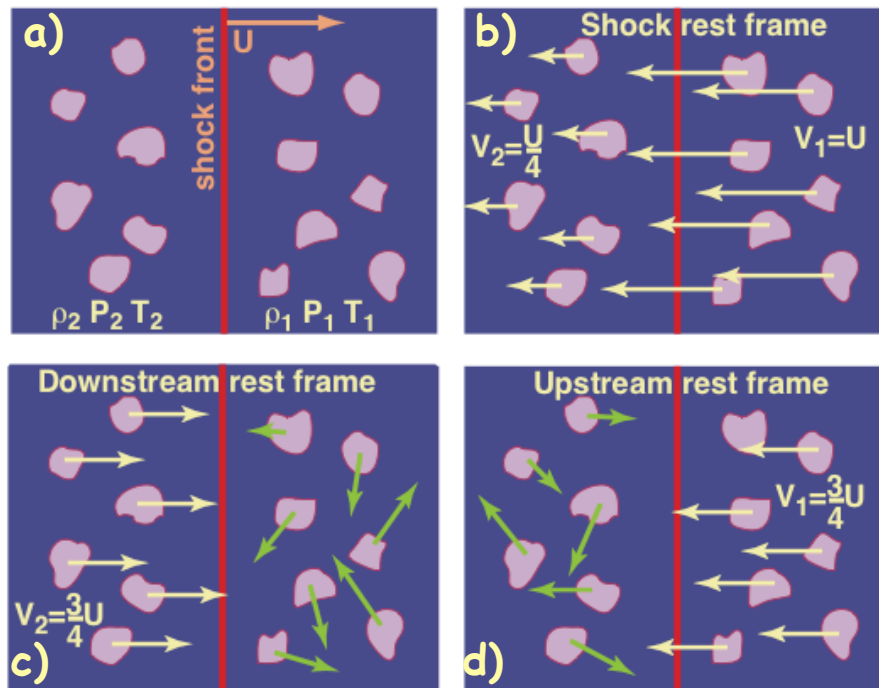 a)
shock front
U
ρ₂ P₂ T₂
ρ₁ P₁ T₁
b)
Shock rest frame
V₂=U/4
V₁=U
Downstream rest frame
V₂=3/4U
c)
Upstream rest frame
V₁=3/4U
d)